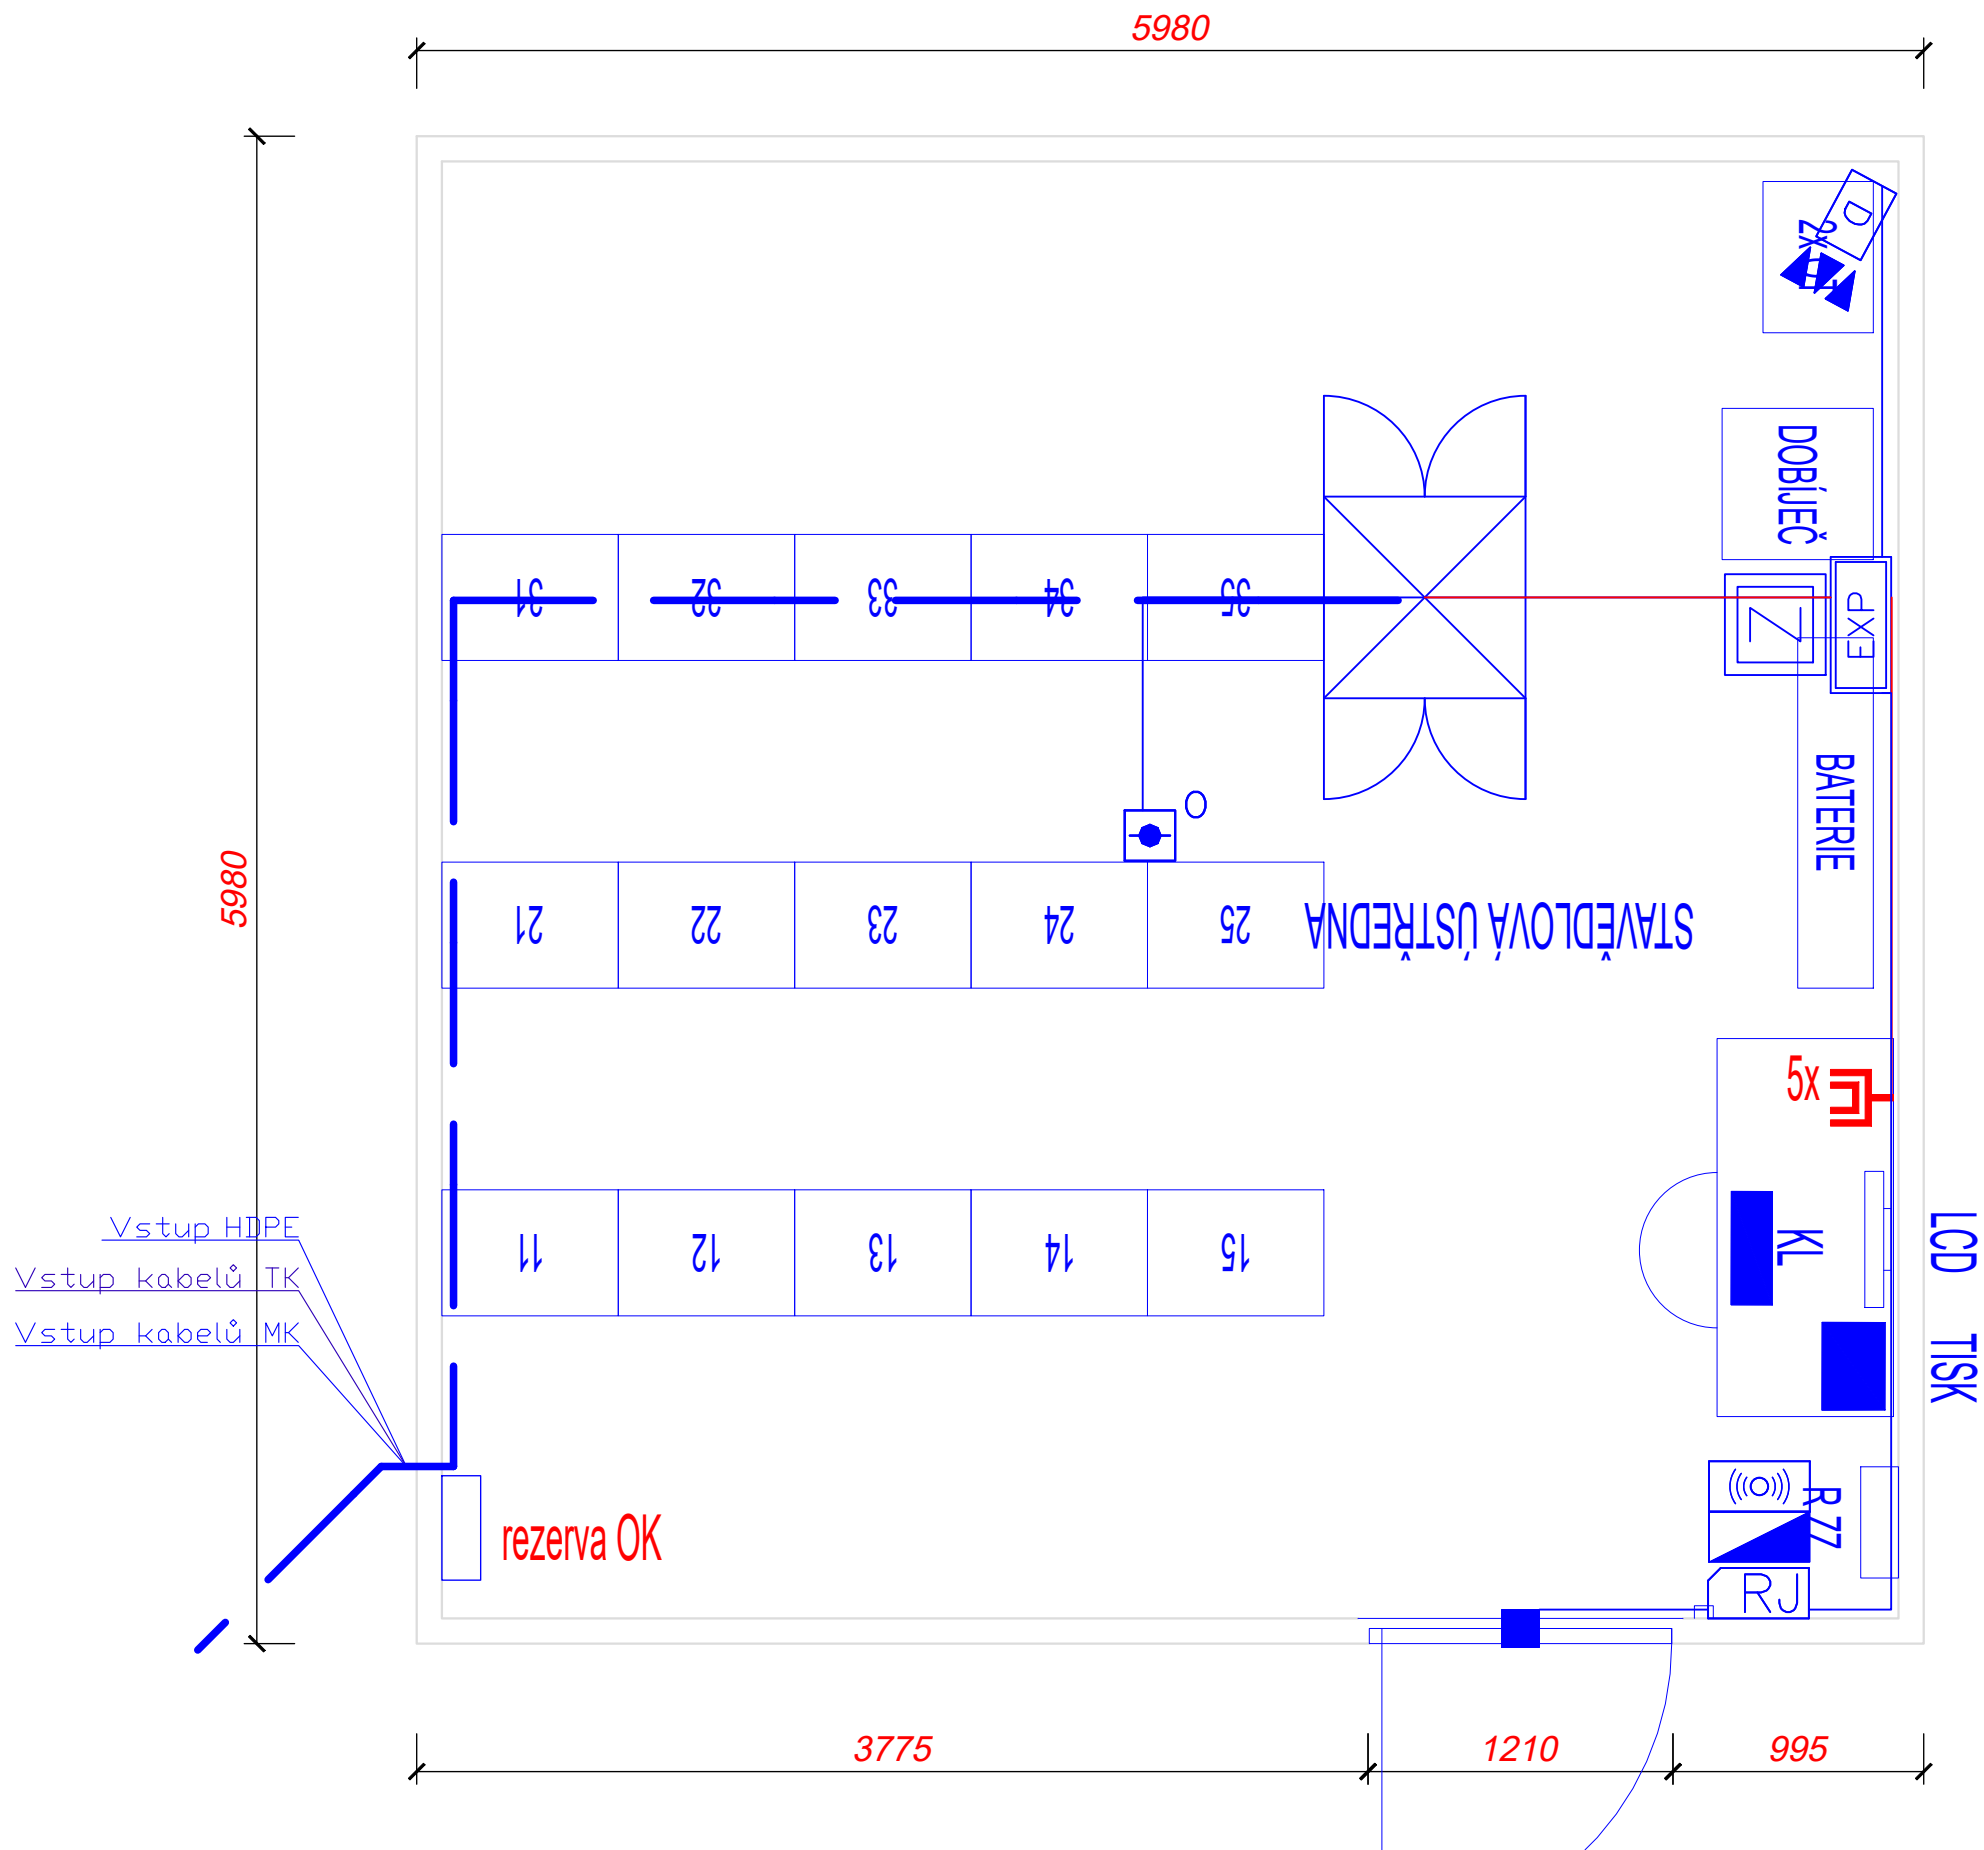 5980
D
2x
DOBÍJEČ
31
32
33
34
35
Z
EXP
BATERIE
O
5980
21
22
23
24
25
STAVĚDLOVÁ ÚSTŘEDNA
5x
Vstup HDPE
Vstup kabelů TK
Vstup kabelů MK
11
12
13
14
15
KL
LCD
TISK
rezerva OK
RZZ
RJ
3775
1210
995